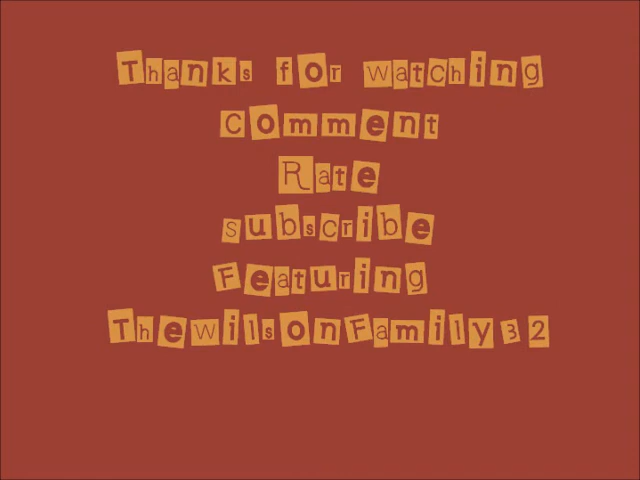 Thanks for watching
Comment
Rate
subscribe
Featuring
TheWilsonFamily32